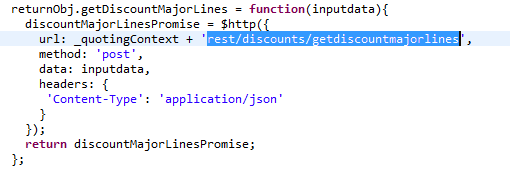 returnObj.getDiscountMajorLines = function(inputdata){
  discountMajorLinesPromise = $http({
    url: _quotingContext + 'rest/discounts/getdiscountmajorlines',
    method: 'post',
    data: inputdata,
    headers: {
     'Content-Type': 'application/json'
    }
  });
  return discountMajorLinesPromise;
};